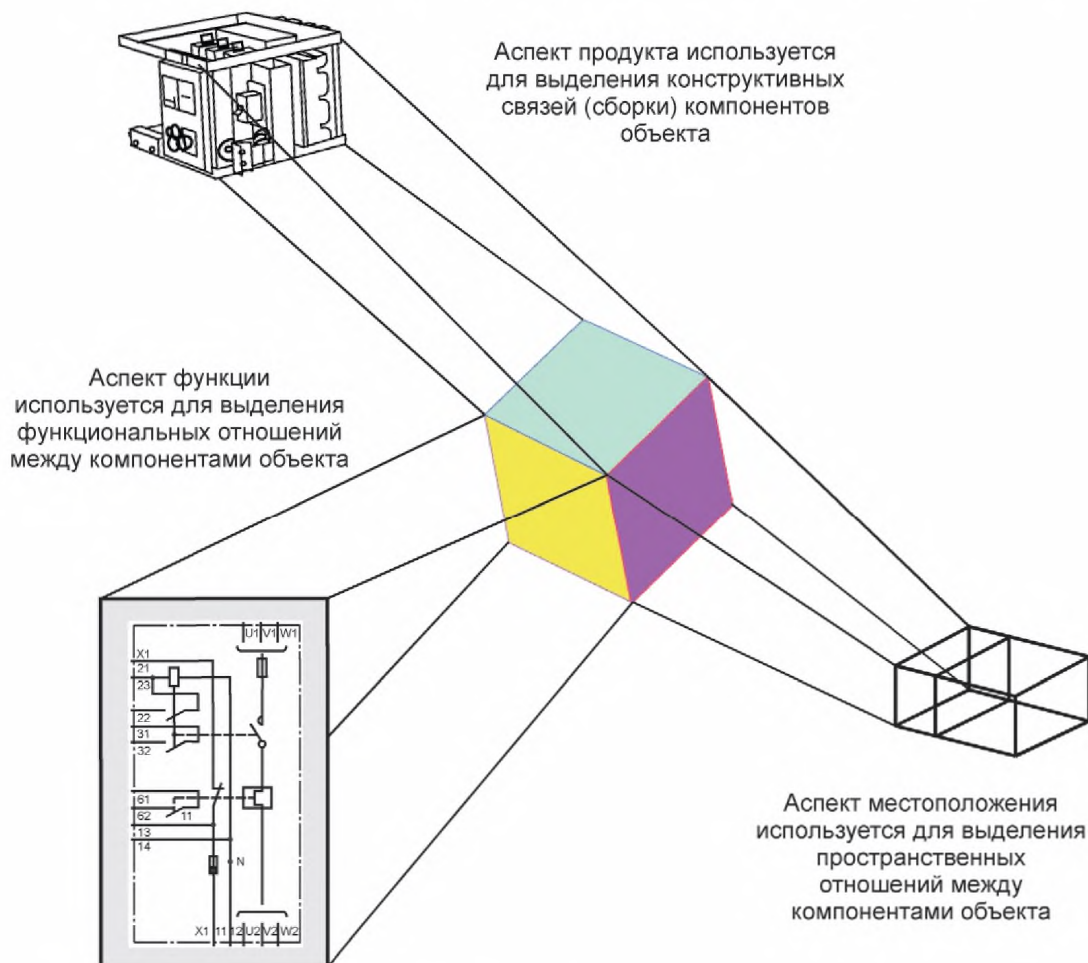 Аспект продукта используется
для выделения конструктивных
связей (сборки) компонентов
объекта
Аспект функции
используется для выделения
функциональных отношений
между компонентами объекта
U1 V1 W1
X1
21
23
22
31
32
61
62 11
13
14
N
X1 11 12 U2 V2 W2
Аспект местоположения
используется для выделения
пространственных
отношений между
компонентами объекта